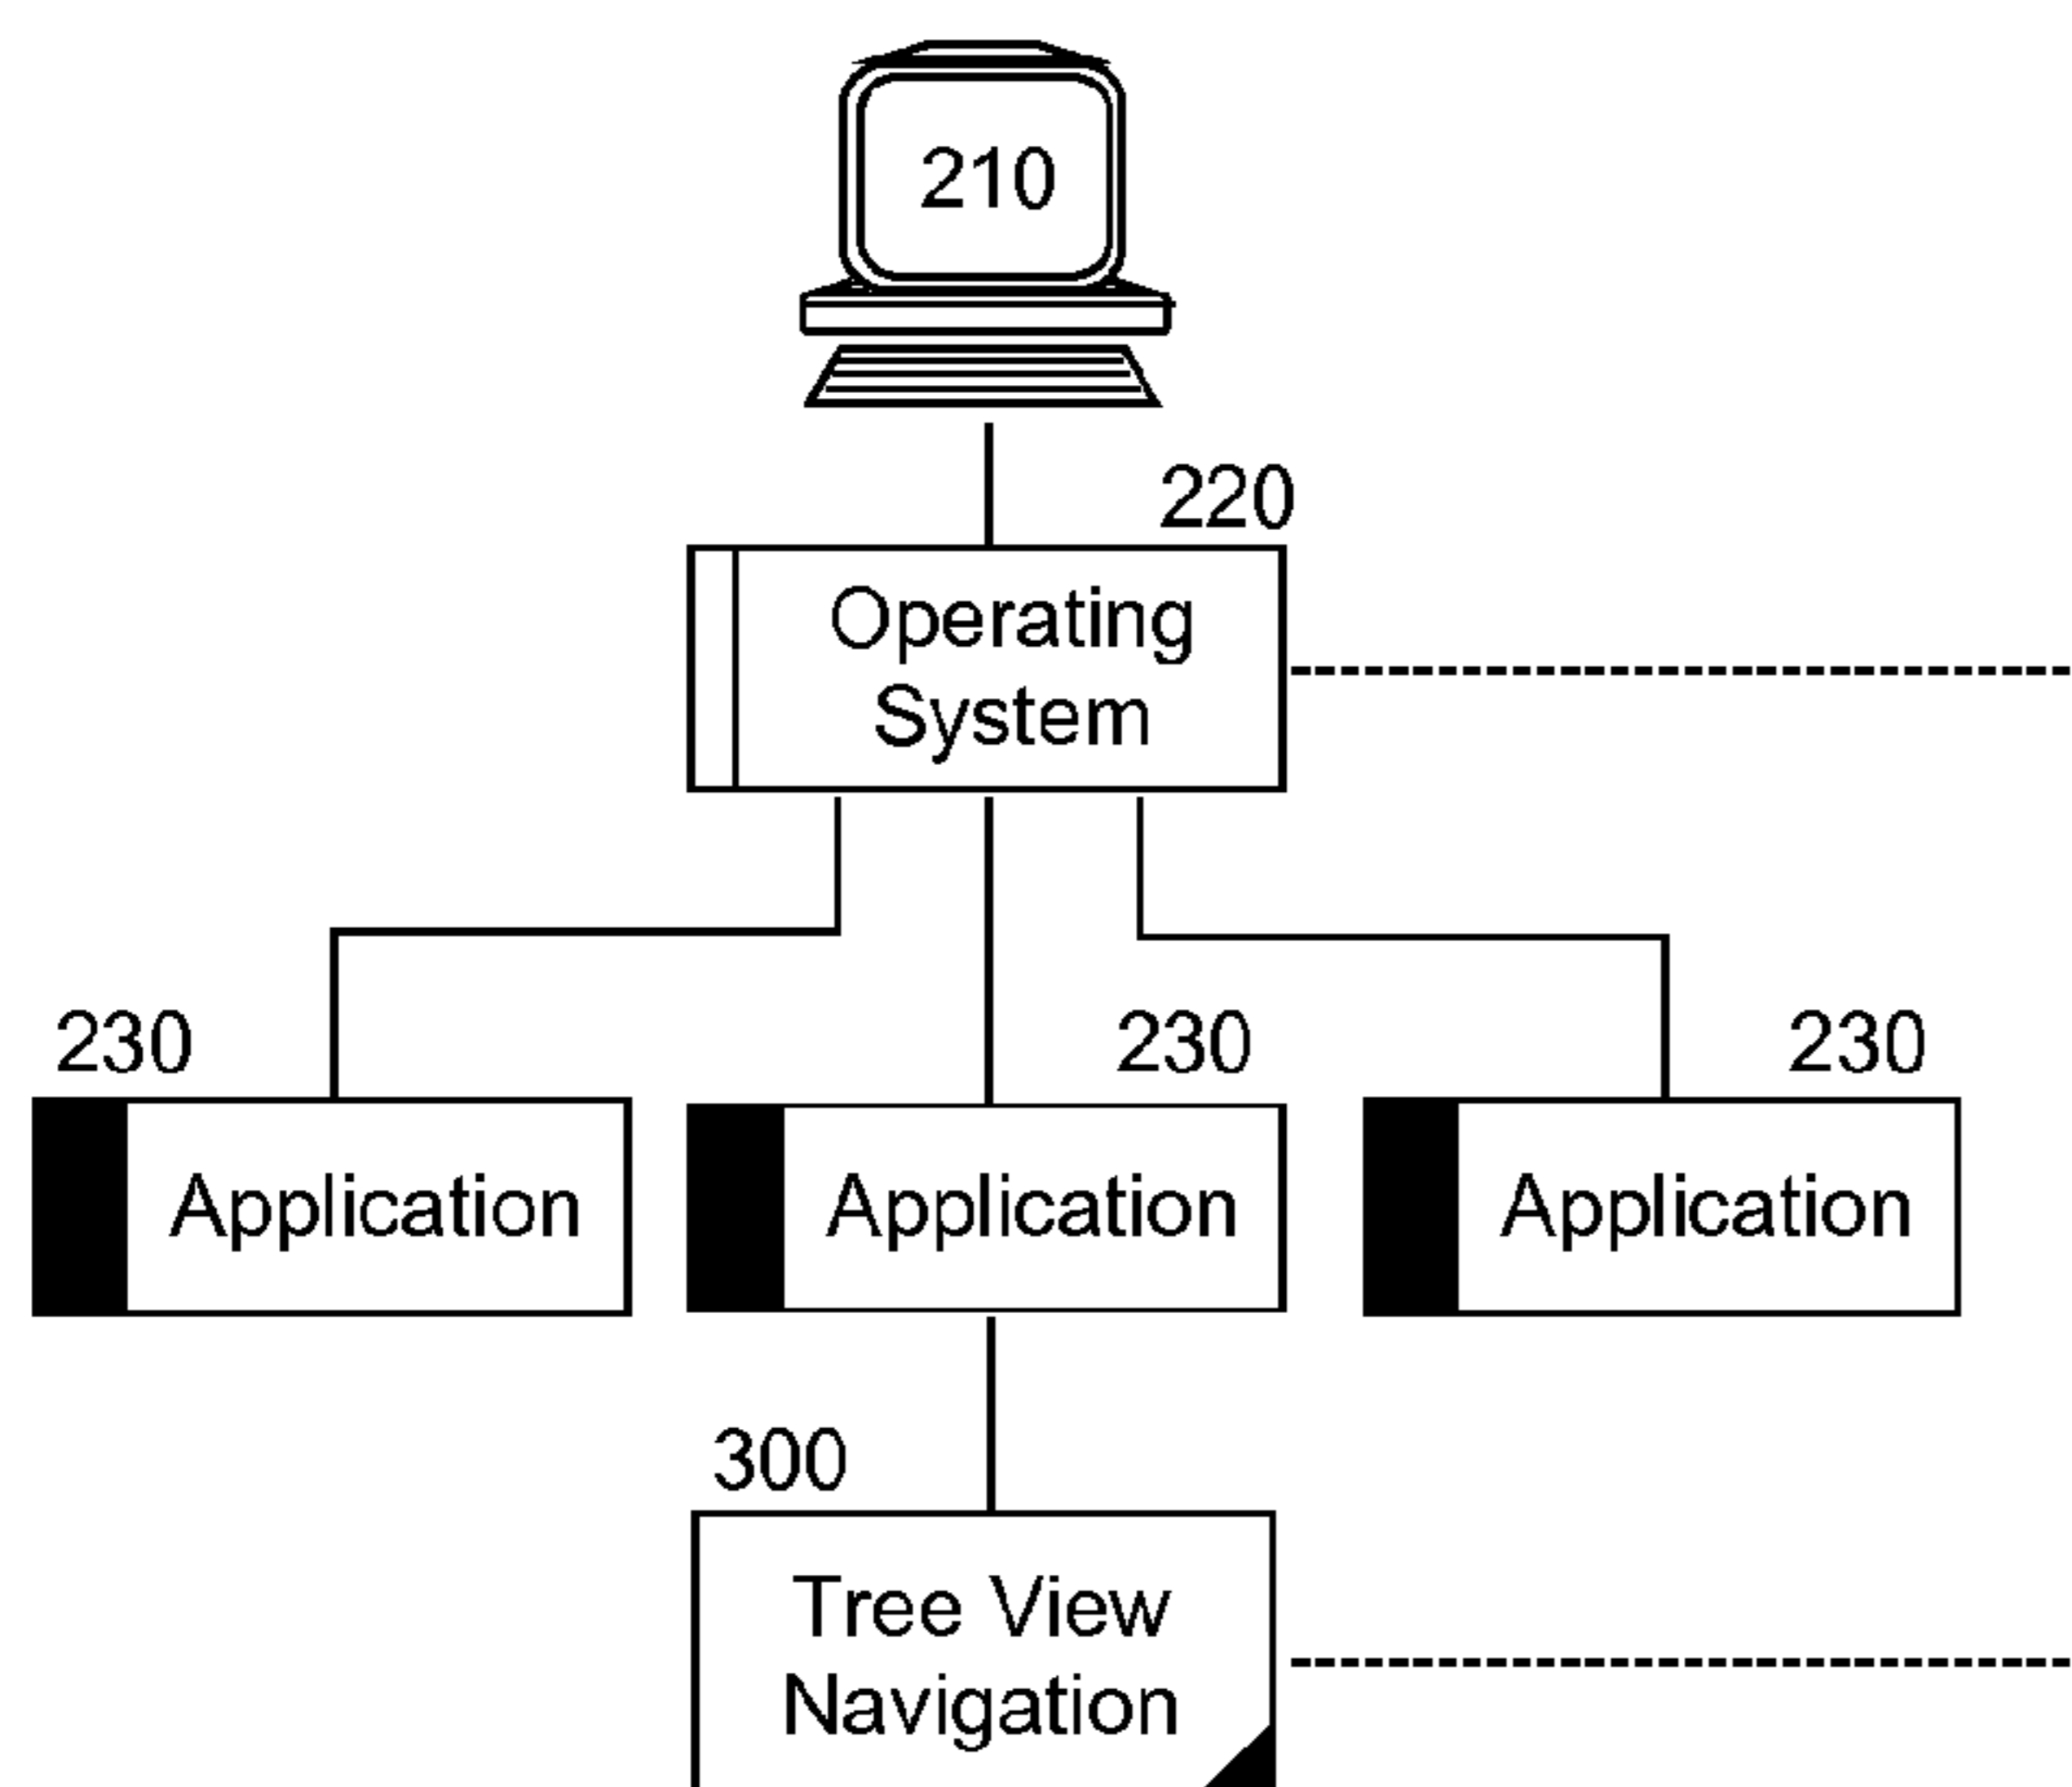 210
220
Operating
System
230
230
230
Application
Application
Application
300
Tree View
Navigation